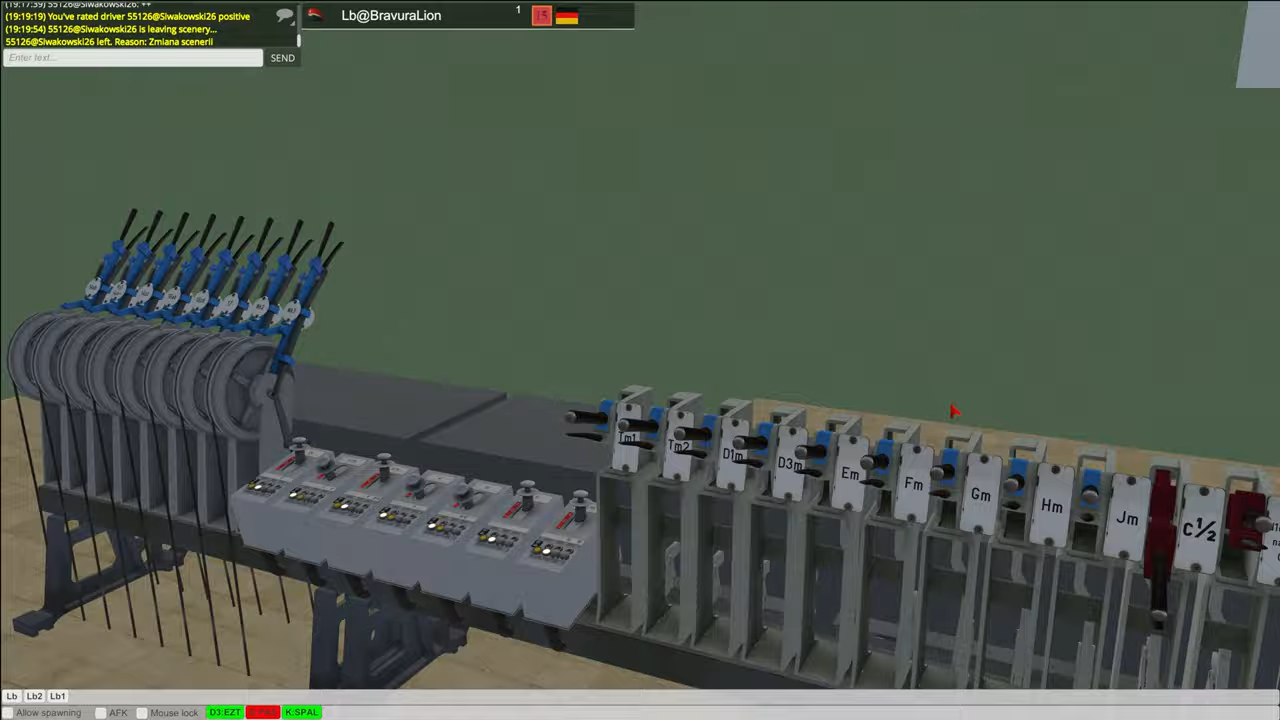 (19:17:39) 55126@Siwakowski26: ++
(19:19:19) You've rated driver 55126@Siwakowski26 positive
(19:19:54) 55126@Siwakowski26 is leaving scenery...
55126@Siwakowski26 left. Reason: Zmiana scenerii
Enter text...
SEND
Lb@BravuraLion
1
15
Tm1
Tm2
D1m
D3m
Em
Fm
Gm
Hm
Jm
C1/2
Lb Lb2 Lb1
Allow spawning AFK Mouse lock D3:EZT K:SPAL